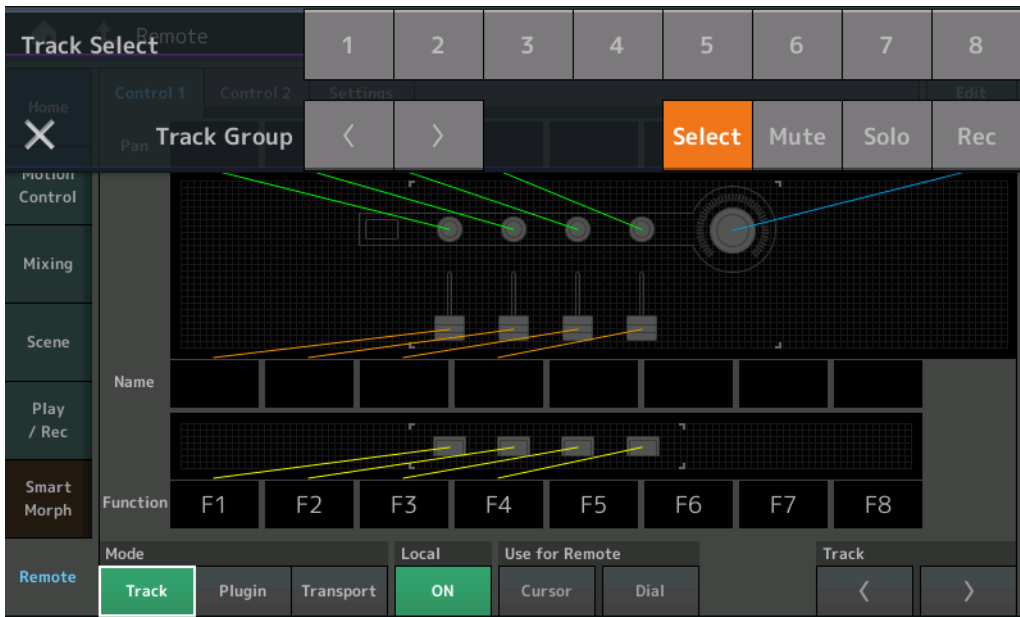 Track Select
Remote
1 2 3 4 5 6 7 8
Home
Control 1 Control 2 Settings
Edit
Pan
Track Group < >
Select Mute Solo Rec
Motion
Control
Mixing
Scene
Name
Play
/ Rec
Smart
Morph
Function F1 F2 F3 F4 F5 F6 F7 F8
Mode
Local
Use for Remote
Track
Remote
Track Plugin Transport
ON
Cursor Dial
< >